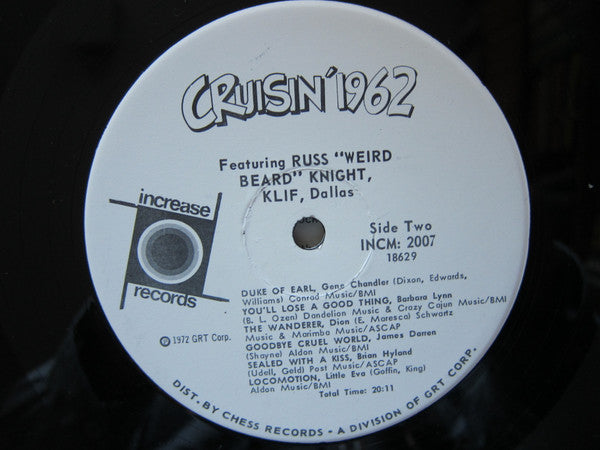 CRUISIN' 1962
Featuring RUSS "WEIRD
BEARD" KNIGHT,
KLIF, Dallas
increase
records
Side Two
INCM: 2007
18629
DUKE OF EARL, Gene Chandler (Dixon, Edwards,
Williams) Conrad Music/BMI
YOU'LL LOSE A GOOD THING, Barbara Lynn
(B. L. Ozen) Dandelion Music & Crazy Cajun Music/BMI
THE WANDERER, Dion (E. Maresca) Schwartz
Music & Marimba Music/ASCAP
GOODBYE CRUEL WORLD, James Darren
(Shayne) Aldon Music/BMI
SEALED WITH A KISS, Brian Hyland
(Udell, Geld) Post Music/ASCAP
LOCOMOTION, Little Eva (Goffin, King)
Aldon Music/BMI
Total Time: 20:11
℗ 1972 GRT Corp.
DIST. BY CHESS RECORDS - A DIVISION OF GRT CORP.